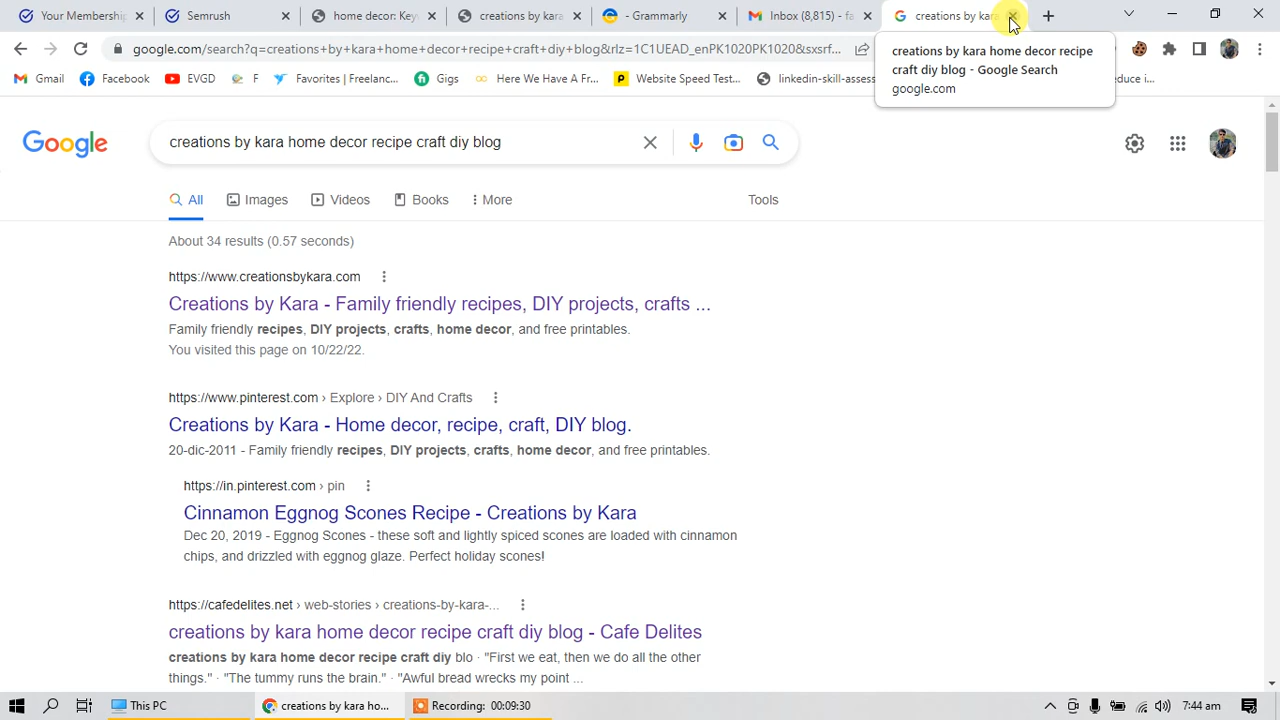 Your Membership
Semrush
home decor: Key
creations by kara
- Grammarly
Inbox (8,815) - fa
creations by kara
google.com/search?q=creations+by+kara+home+decor+recipe+craft+diy+blog&rlz=1C1UEAD_enPK1020PK1020&sxsrf...
creations by kara home decor recipe
craft diy blog - Google Search
google.com
Gmail
Facebook
EVGD
F
Favorites | Freelanc...
Gigs
Here We Have A Fr...
Website Speed Test...
linkedin-skill-assess
educe i...
Google
creations by kara home decor recipe craft diy blog
All
Images
Videos
Books
More
Tools
About 34 results (0.57 seconds)
https://www.creationsbykara.com
Creations by Kara - Family friendly recipes, DIY projects, crafts ...
Family friendly recipes, DIY projects, crafts, home decor, and free printables.
You visited this page on 10/22/22.
https://www.pinterest.com › Explore › DIY And Crafts
Creations by Kara - Home decor, recipe, craft, DIY blog.
20-dic-2011 - Family friendly recipes, DIY projects, crafts, home decor, and free printables.
https://in.pinterest.com › pin
Cinnamon Eggnog Scones Recipe - Creations by Kara
Dec 20, 2019 - Eggnog Scones - these soft and lightly spiced scones are loaded with cinnamon
chips, and drizzled with eggnog glaze. Perfect holiday scones!
https://cafedelites.net › web-stories › creations-by-kara-...
creations by kara home decor recipe craft diy blog - Cafe Delites
creations by kara home decor recipe craft diy blo · "First we eat, then we do all the other
things." · "The tummy runs the brain." · "Awful bread wrecks my point ...
This PC
creations by kara ho...
Recording: 00:09:30
7:44 am